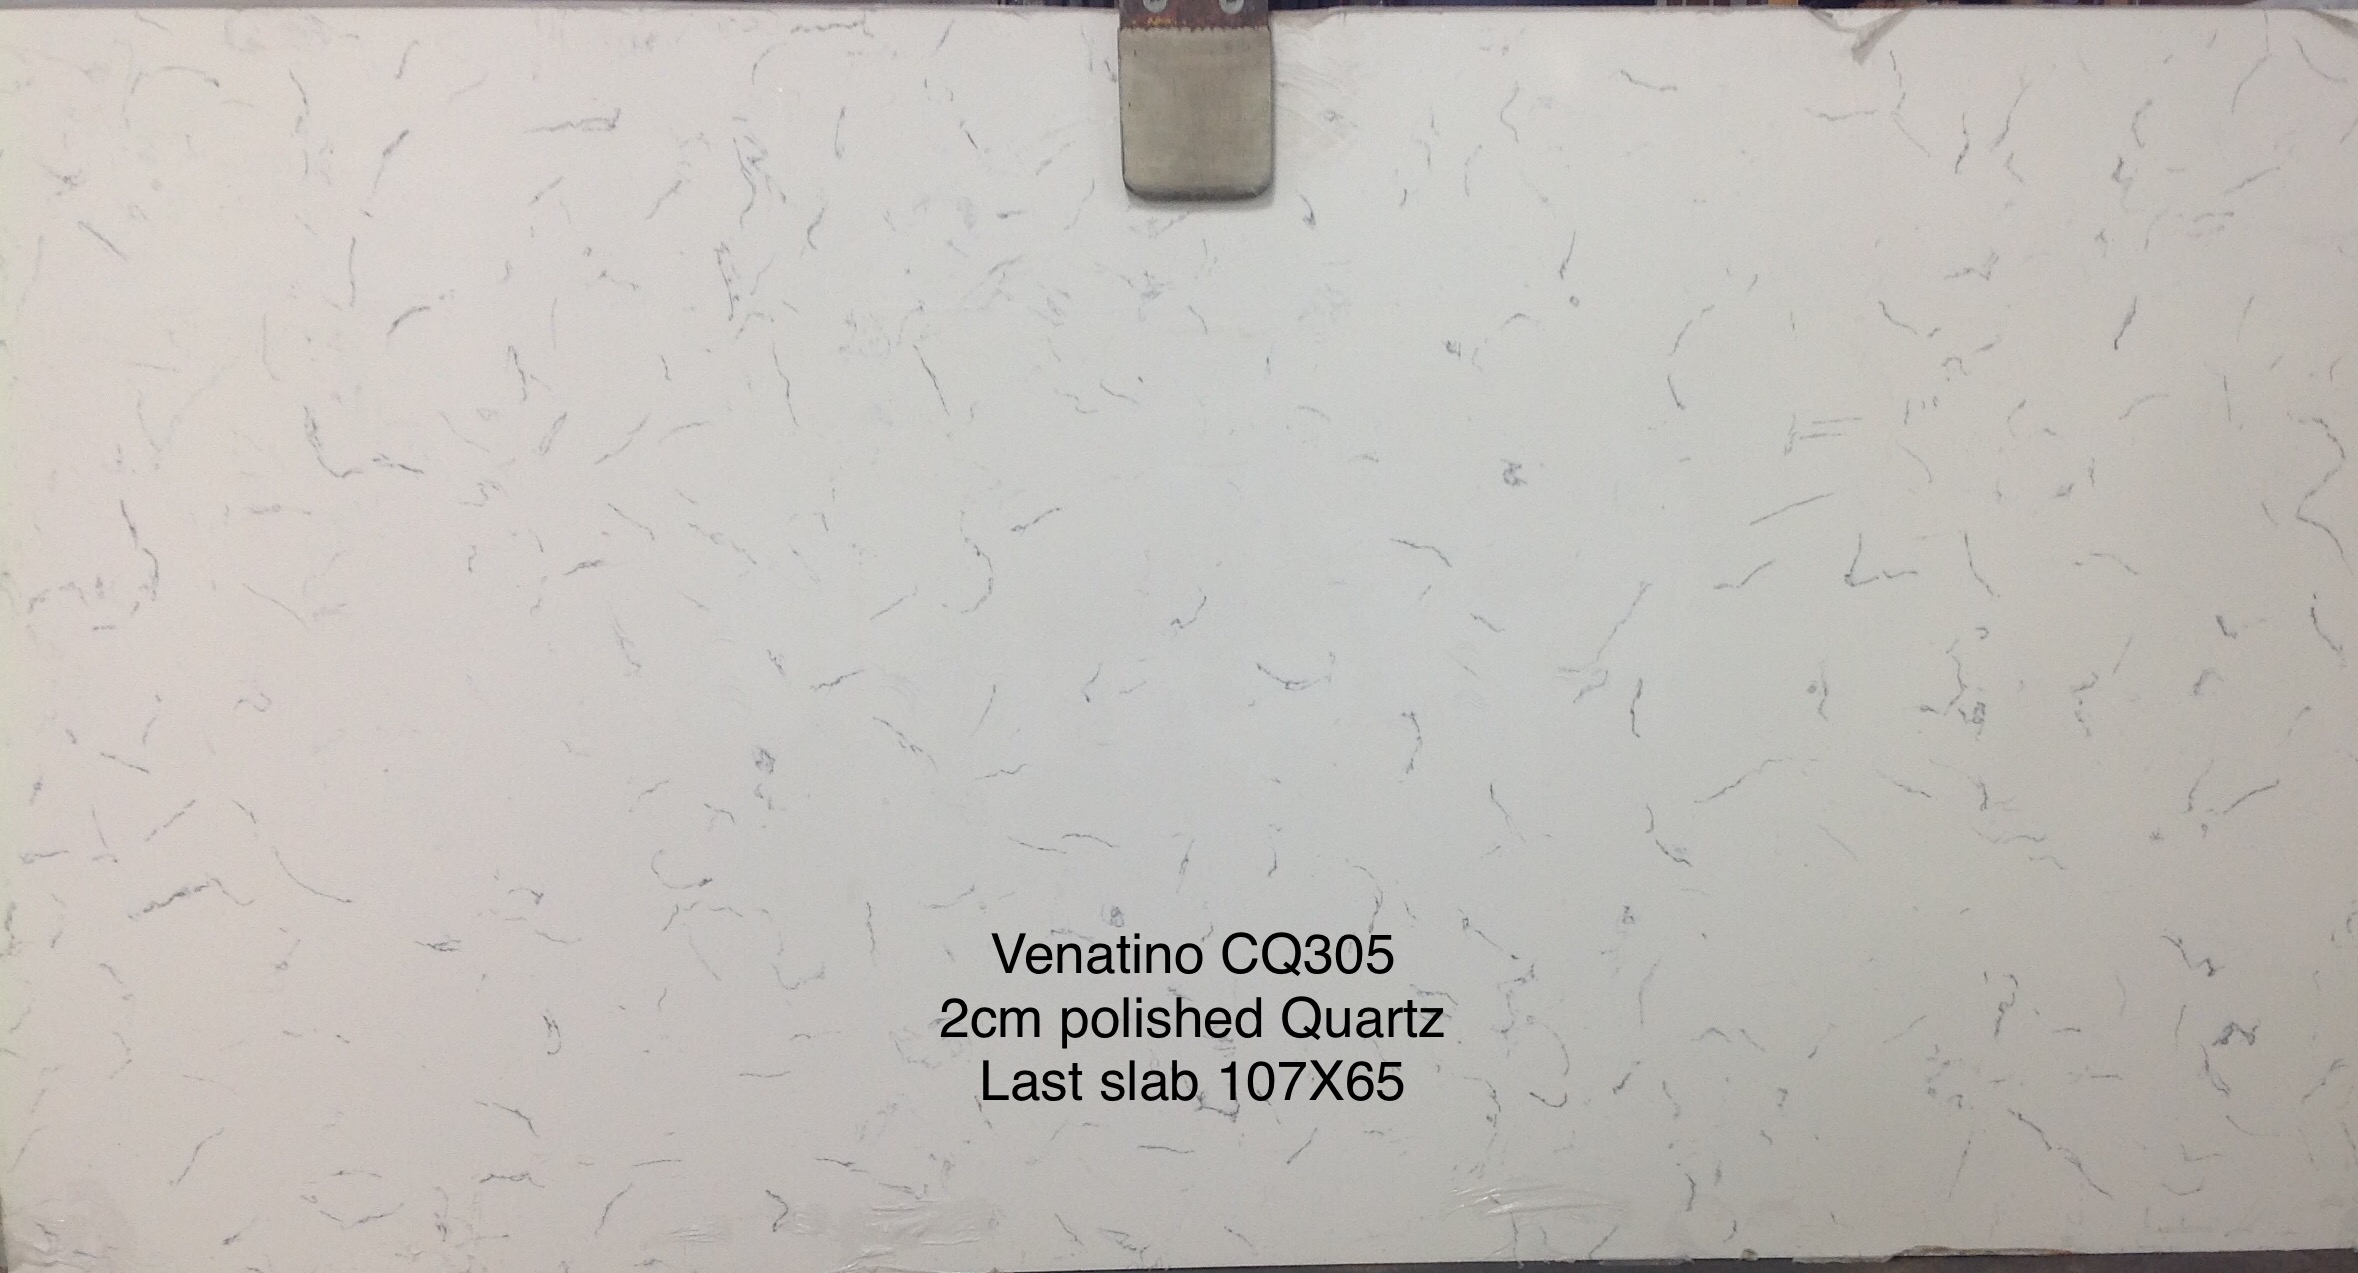 Venatino CQ305
2cm polished Quartz
Last slab 107X65